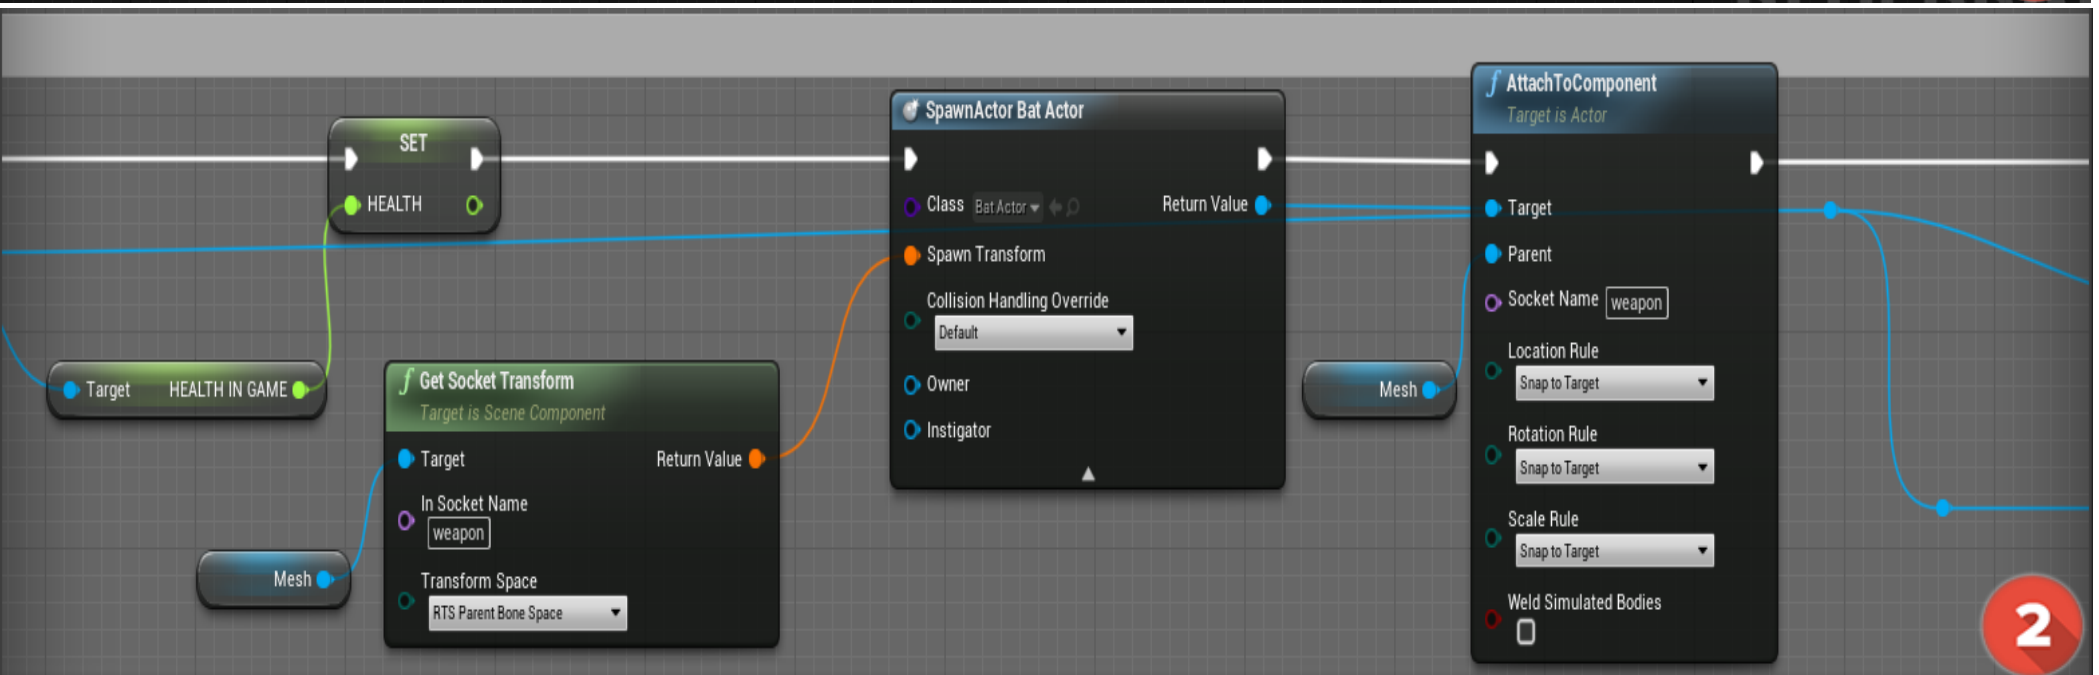 SET
HEALTH
Target HEALTH IN GAME
f Get Socket Transform
Target is Scene Component
Target Return Value
In Socket Name
weapon
Transform Space
RTS Parent Bone Space
Mesh
SpawnActor Bat Actor
Class Bat Actor Return Value
Spawn Transform
Collision Handling Override
Default
Owner
Instigator
Mesh
f AttachToComponent
Target is Actor
Target
Parent
Socket Name weapon
Location Rule
Snap to Target
Rotation Rule
Snap to Target
Scale Rule
Snap to Target
Weld Simulated Bodies
2